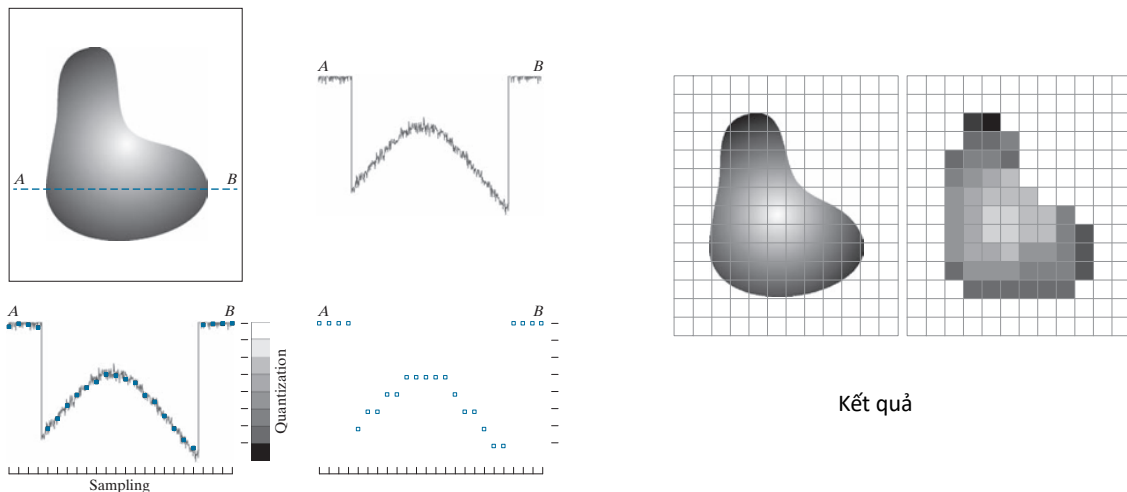 A B
A B
A B
Quantization
Sampling
A B
Kết quả